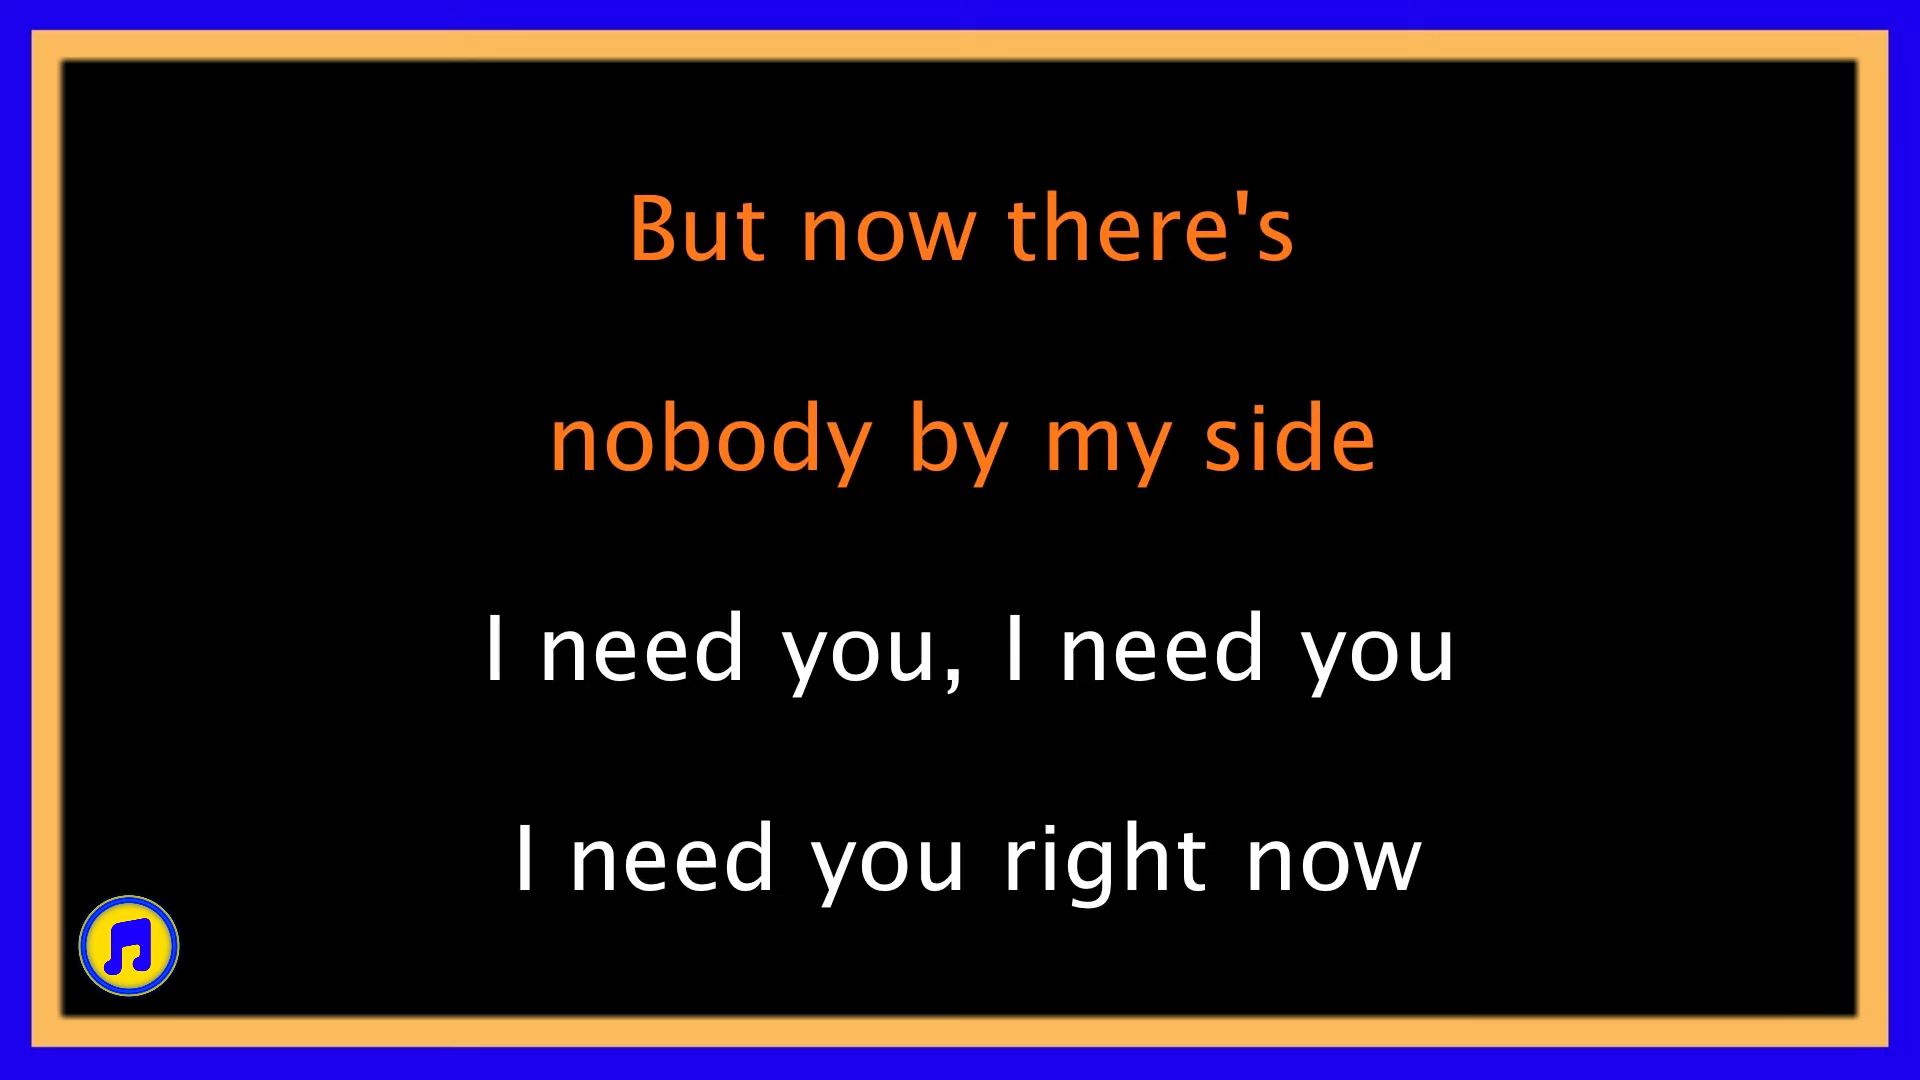 But now there's
nobody by my side
I need you, I need you
I need you right now